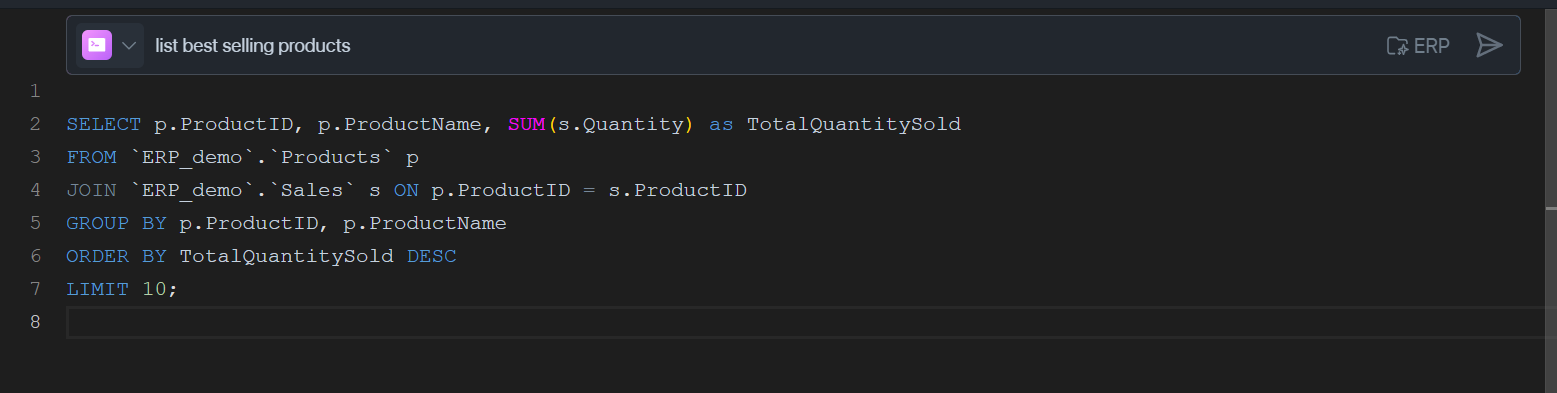 list best selling products
ERP
1
2 SELECT p.ProductID, p.ProductName, SUM(s.Quantity) as TotalQuantitySold
3 FROM `ERP_demo`.`Products` p
4 JOIN `ERP_demo`.`Sales` s ON p.ProductID = s.ProductID
5 GROUP BY p.ProductID, p.ProductName
6 ORDER BY TotalQuantitySold DESC
7 LIMIT 10;
8